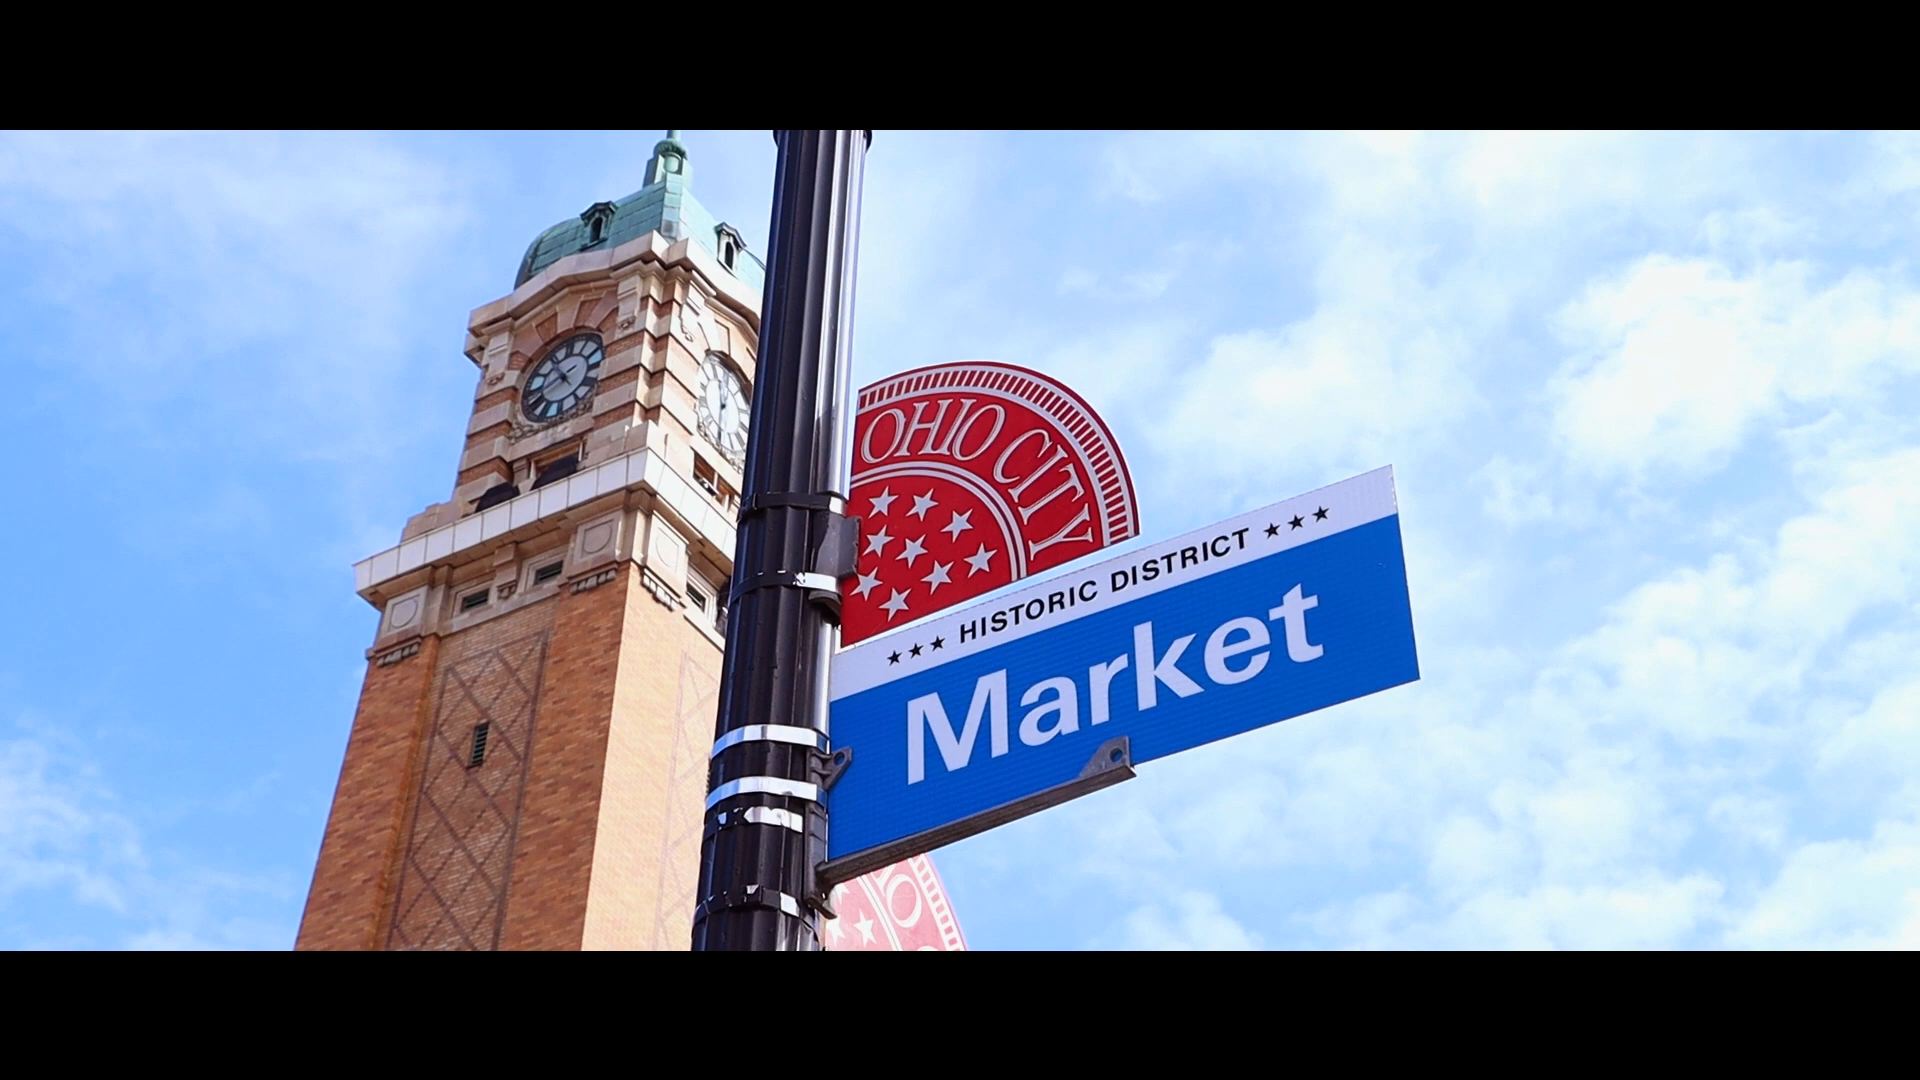 OHIO CITY
★★★ HISTORIC DISTRICT ★★★
Market